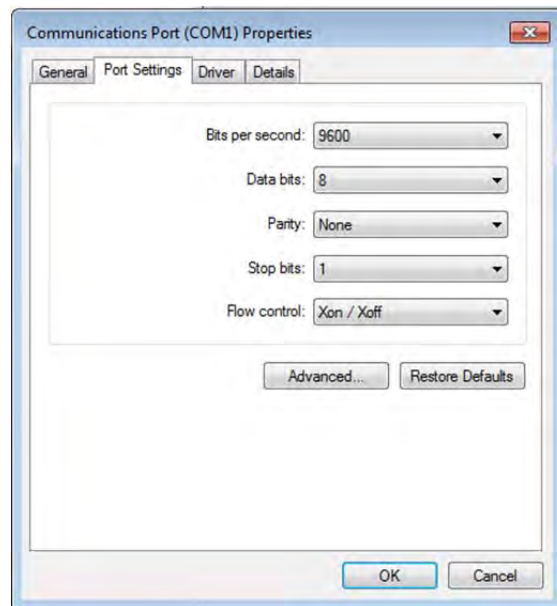 Communications Port (COM1) Properties
General Port Settings Driver Details
Bits per second: 9600
Data bits: 8
Parity: None
Stop bits: 1
Flow control: Xon / Xoff
Advanced... Restore Defaults
OK Cancel